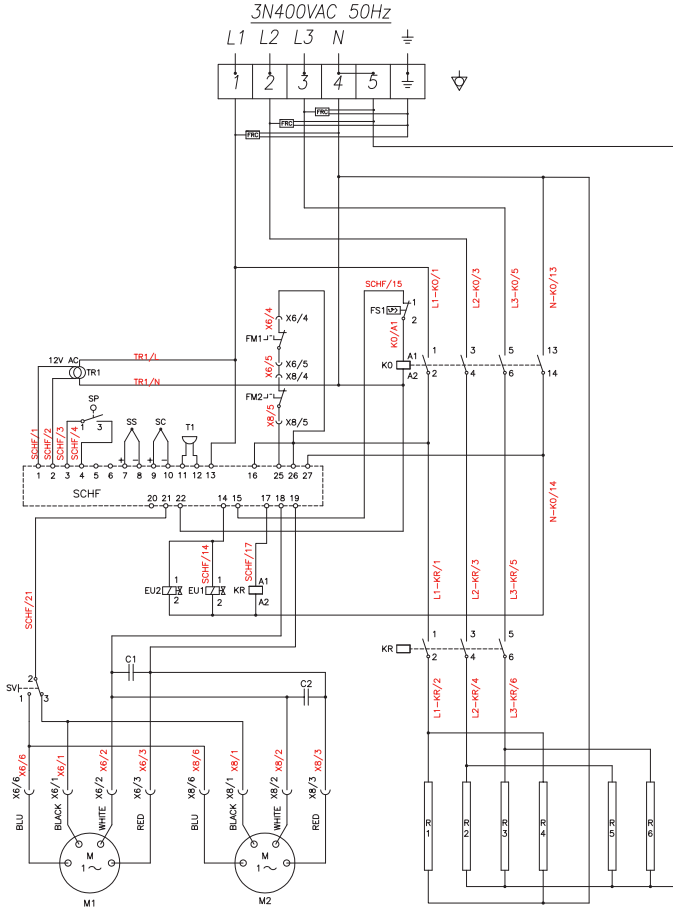 3N400VAC 50Hz
L1 L2 L3 N
1 2 3 4 5
FRC
FRC
FRC
L1-K0/1 L2-K0/3 L3-K0/5 N-K0/13
SCHF/15
X6/4 X6/4
FS1 1
2
K0/A1
FM1
12V AC TR1/L
X6/5 X6/5
X8/4
K0 A1 1 3 5 13
A2 2 4 6 14
TR1
TR1/N
FM2
X8/5 X8/5
SP
1 3
SCHF/1 SCHF/2 SCHF/3 SCHF/4
SS SC T1
+ - + -
1 2 3 4 5 6 7 8 9 10 11 12 13 16 25 26 27
SCHF
20 21 22 14 15 17 18 19
N-K0/14
SCHF/14 SCHF/17
L1-KR/1 L2-KR/3 L3-KR/5
EU2 1 EU1 1 KR A1
2 2 A2
SCHF/21
C1
KR 1 3 5
2 4 6
SV 2
1 3
C2
L1-KR/2 L2-KR/4 L3-KR/6
X6/6 X6/6 X6/1 X6/1 X6/2 X6/2 X6/3 X6/3 X8/6 X8/6 X8/1 X8/1 X8/2 X8/2 X8/3 X8/3
BLU BLACK WHITE RED BLU BLACK WHITE RED
R1 R2 R3 R4 R5 R6
M M
1~ 1~
M1 M2